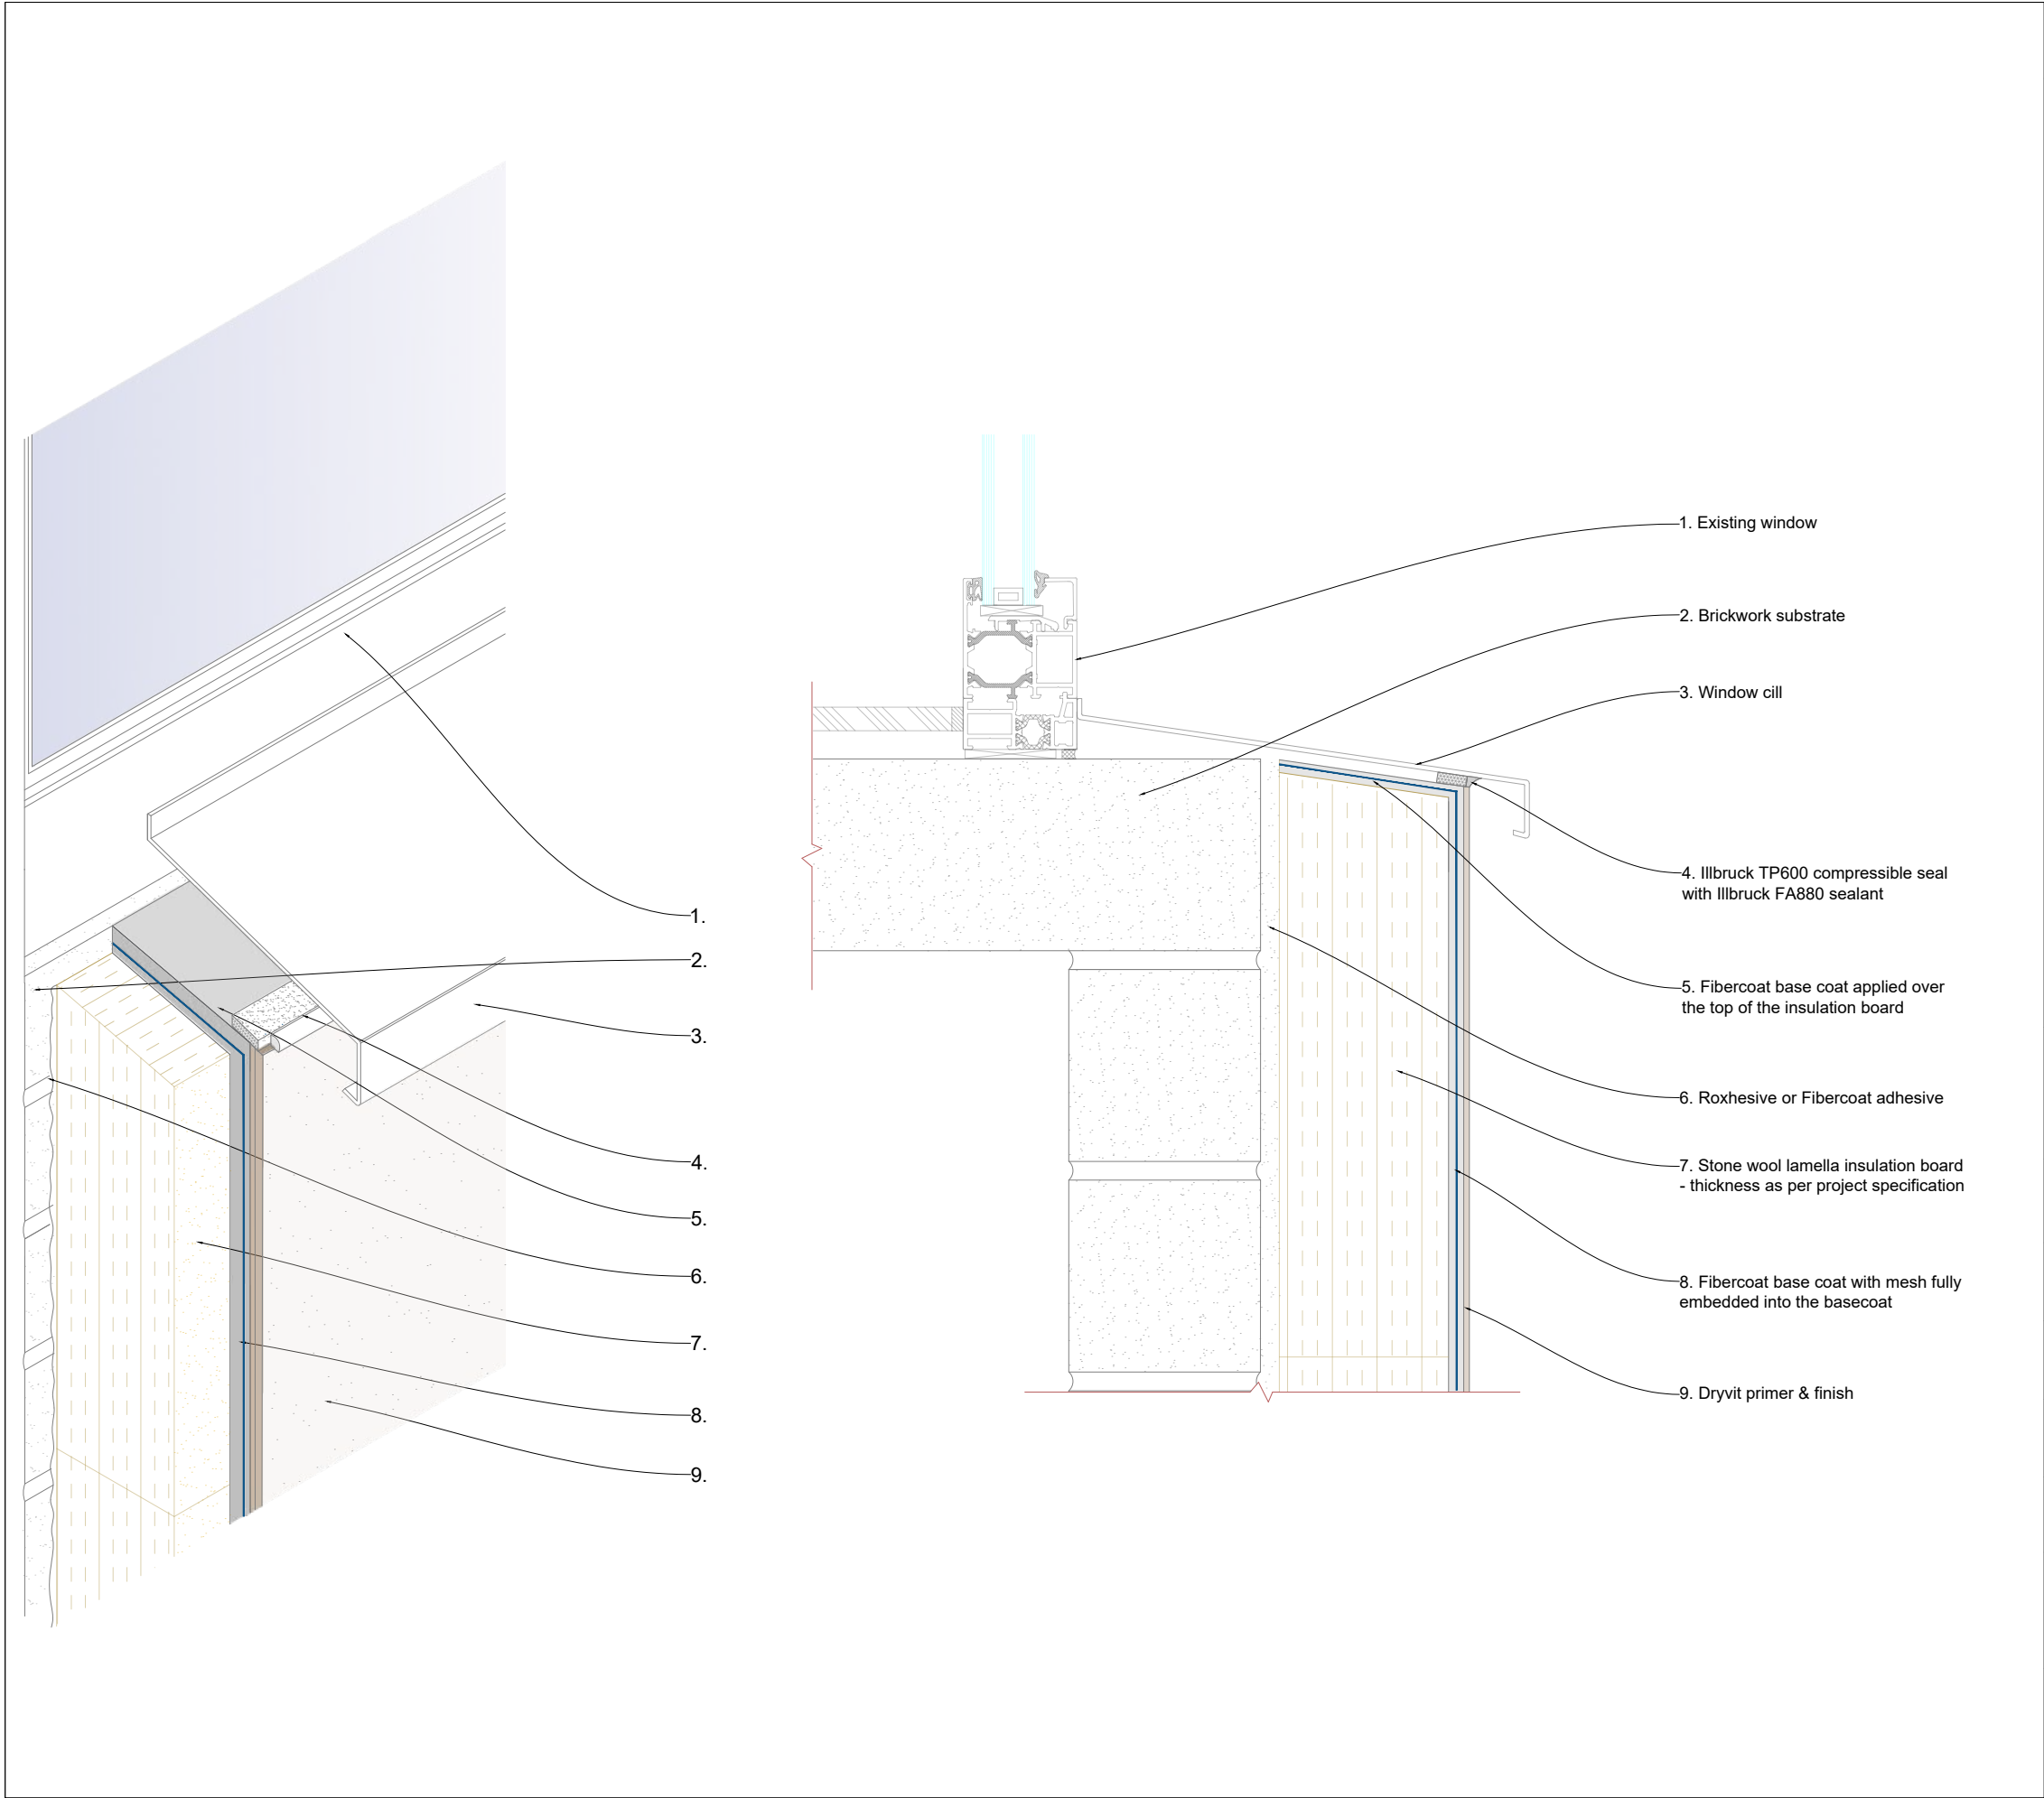 1.
2.
3.
4.
5.
6.
7.
8.
9.
1. Existing window
2. Brickwork substrate
3. Window cill
4. Illbruck TP600 compressible seal
with Illbruck FA880 sealant
5. Fibercoat base coat applied over
the top of the insulation board
6. Roxhesive or Fibercoat adhesive
7. Stone wool lamella insulation board
- thickness as per project specification
8. Fibercoat base coat with mesh fully
embedded into the basecoat
9. Dryvit primer & finish